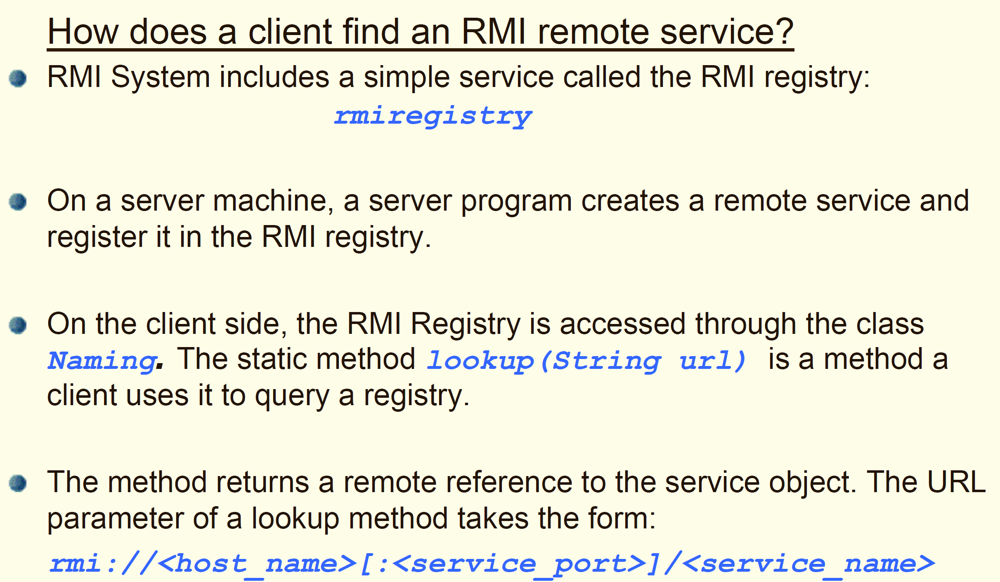 How does a client find an RMI remote service?
RMI System includes a simple service called the RMI registry:
rmiregistry
On a server machine, a server program creates a remote service and
register it in the RMI registry.
On the client side, the RMI Registry is accessed through the class
Naming. The static method lookup(String url) is a method a
client uses it to query a registry.
The method returns a remote reference to the service object. The URL
parameter of a lookup method takes the form:
rmi://<host_name>[:<service_port>]/<service_name>